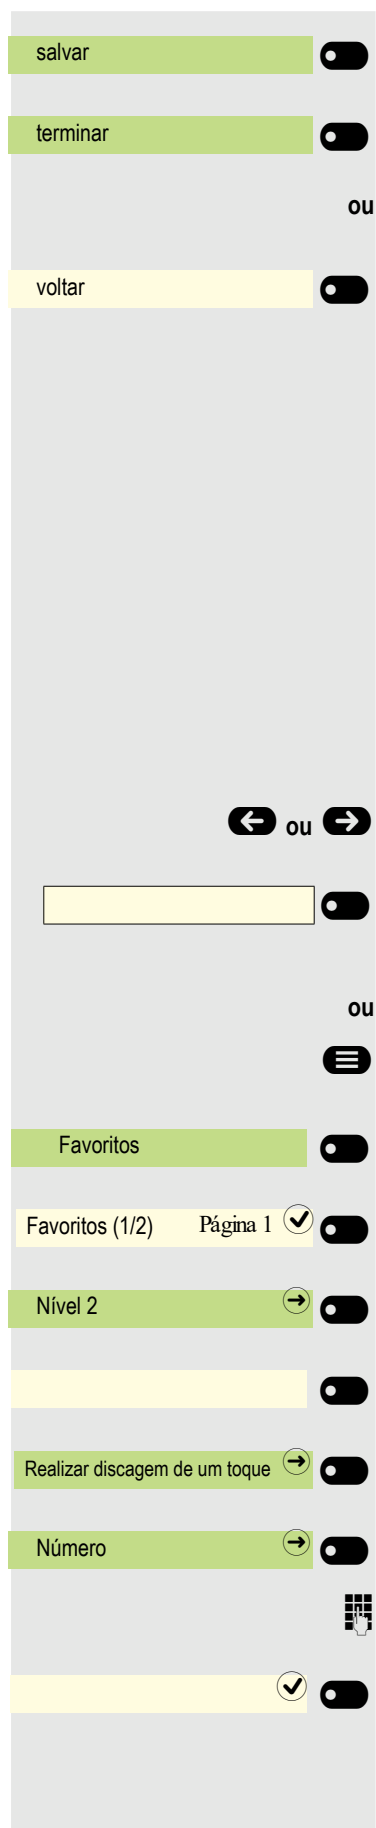 salvar
terminar
ou
voltar
ou
ou
Favoritos
Favoritos (1/2) Página 1
Nível 2
Realizar discagem de um toque
Número